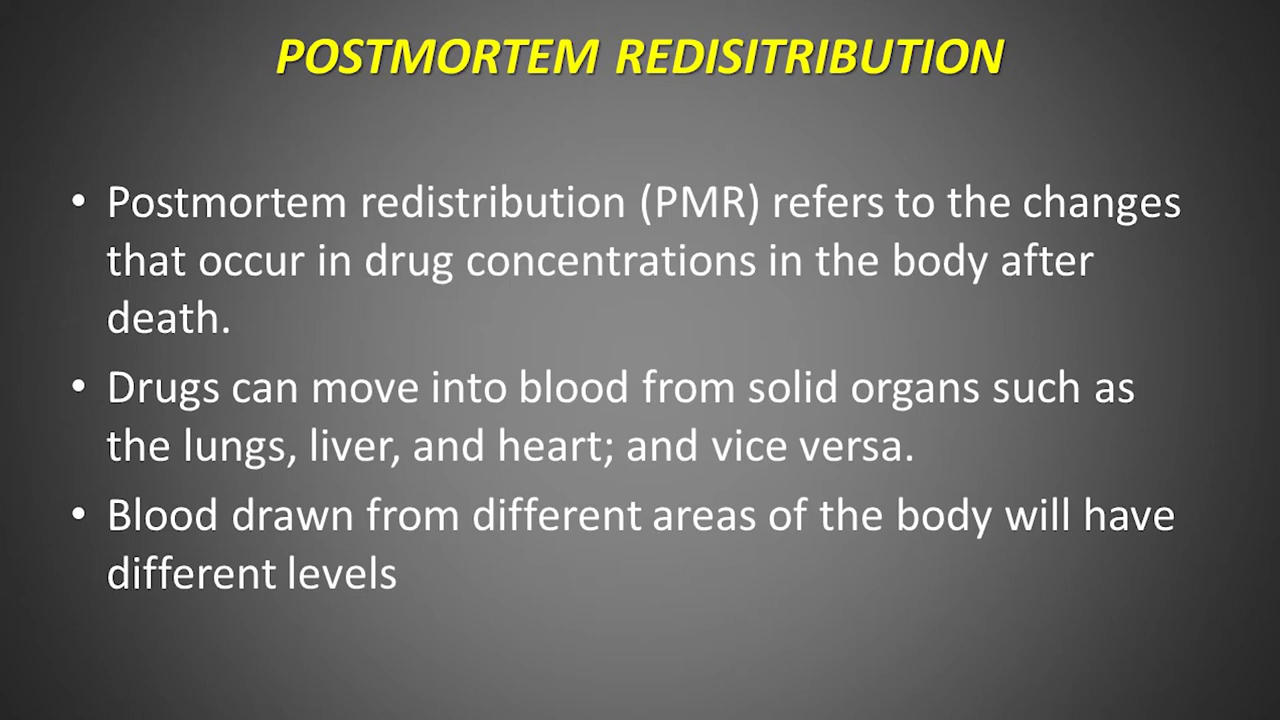 POSTMORTEM REDISITRIBUTION
• Postmortem redistribution (PMR) refers to the changes
that occur in drug concentrations in the body after
death.
• Drugs can move into blood from solid organs such as
the lungs, liver, and heart; and vice versa.
• Blood drawn from different areas of the body will have
different levels